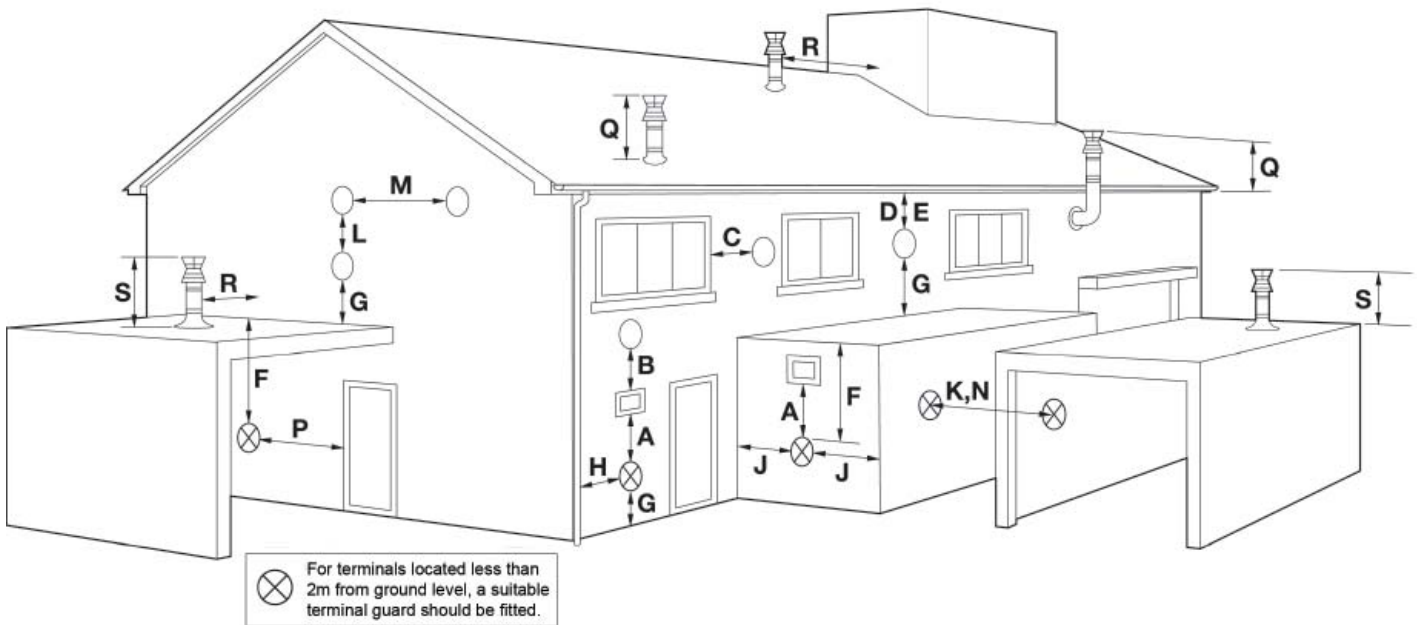 R
Q
Q
M
D E
C
L
S
R
G
G
S
B
F
F
K,N
A
A
P
J
J
H
G
For terminals located less than
2m from ground level, a suitable
terminal guard should be fitted.